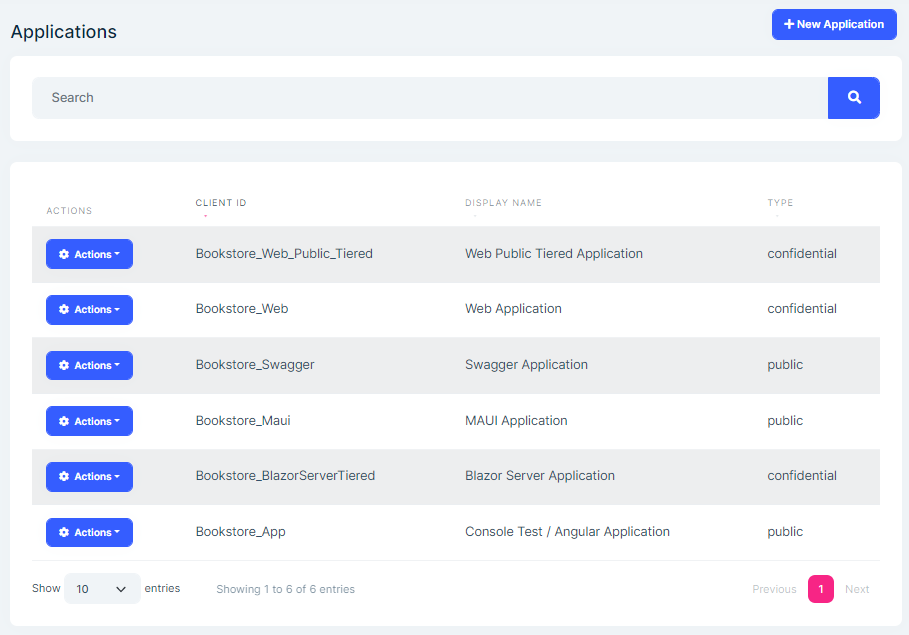 Applications
New Application
Search
ACTIONS CLIENT ID DISPLAY NAME TYPE
Actions Bookstore_Web_Public_Tiered Web Public Tiered Application confidential
Actions Bookstore_Web Web Application confidential
Actions Bookstore_Swagger Swagger Application public
Actions Bookstore_Maui MAUI Application public
Actions Bookstore_BlazorServerTiered Blazor Server Application confidential
Actions Bookstore_App Console Test / Angular Application public
Show 10 entries Showing 1 to 6 of 6 entries Previous 1 Next